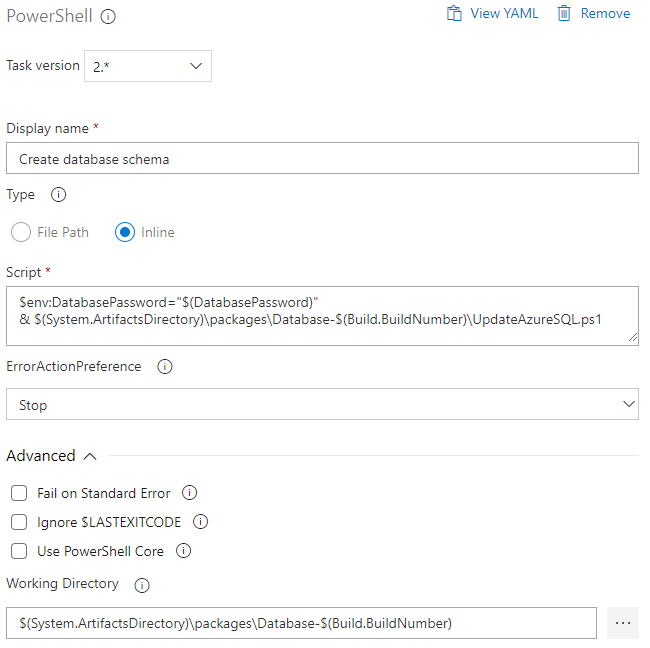 PowerShell
View YAML
Remove
Task version
2.*
Display name *
Create database schema
Type
File Path
Inline
Script *
$env:DatabasePassword="$(DatabasePassword)"
& $(System.ArtifactsDirectory)\packages\Database-$(Build.BuildNumber)\UpdateAzureSQL.ps1
ErrorActionPreference
Stop
Advanced
Fail on Standard Error
Ignore $LASTEXITCODE
Use PowerShell Core
Working Directory
$(System.ArtifactsDirectory)\packages\Database-$(Build.BuildNumber)
...